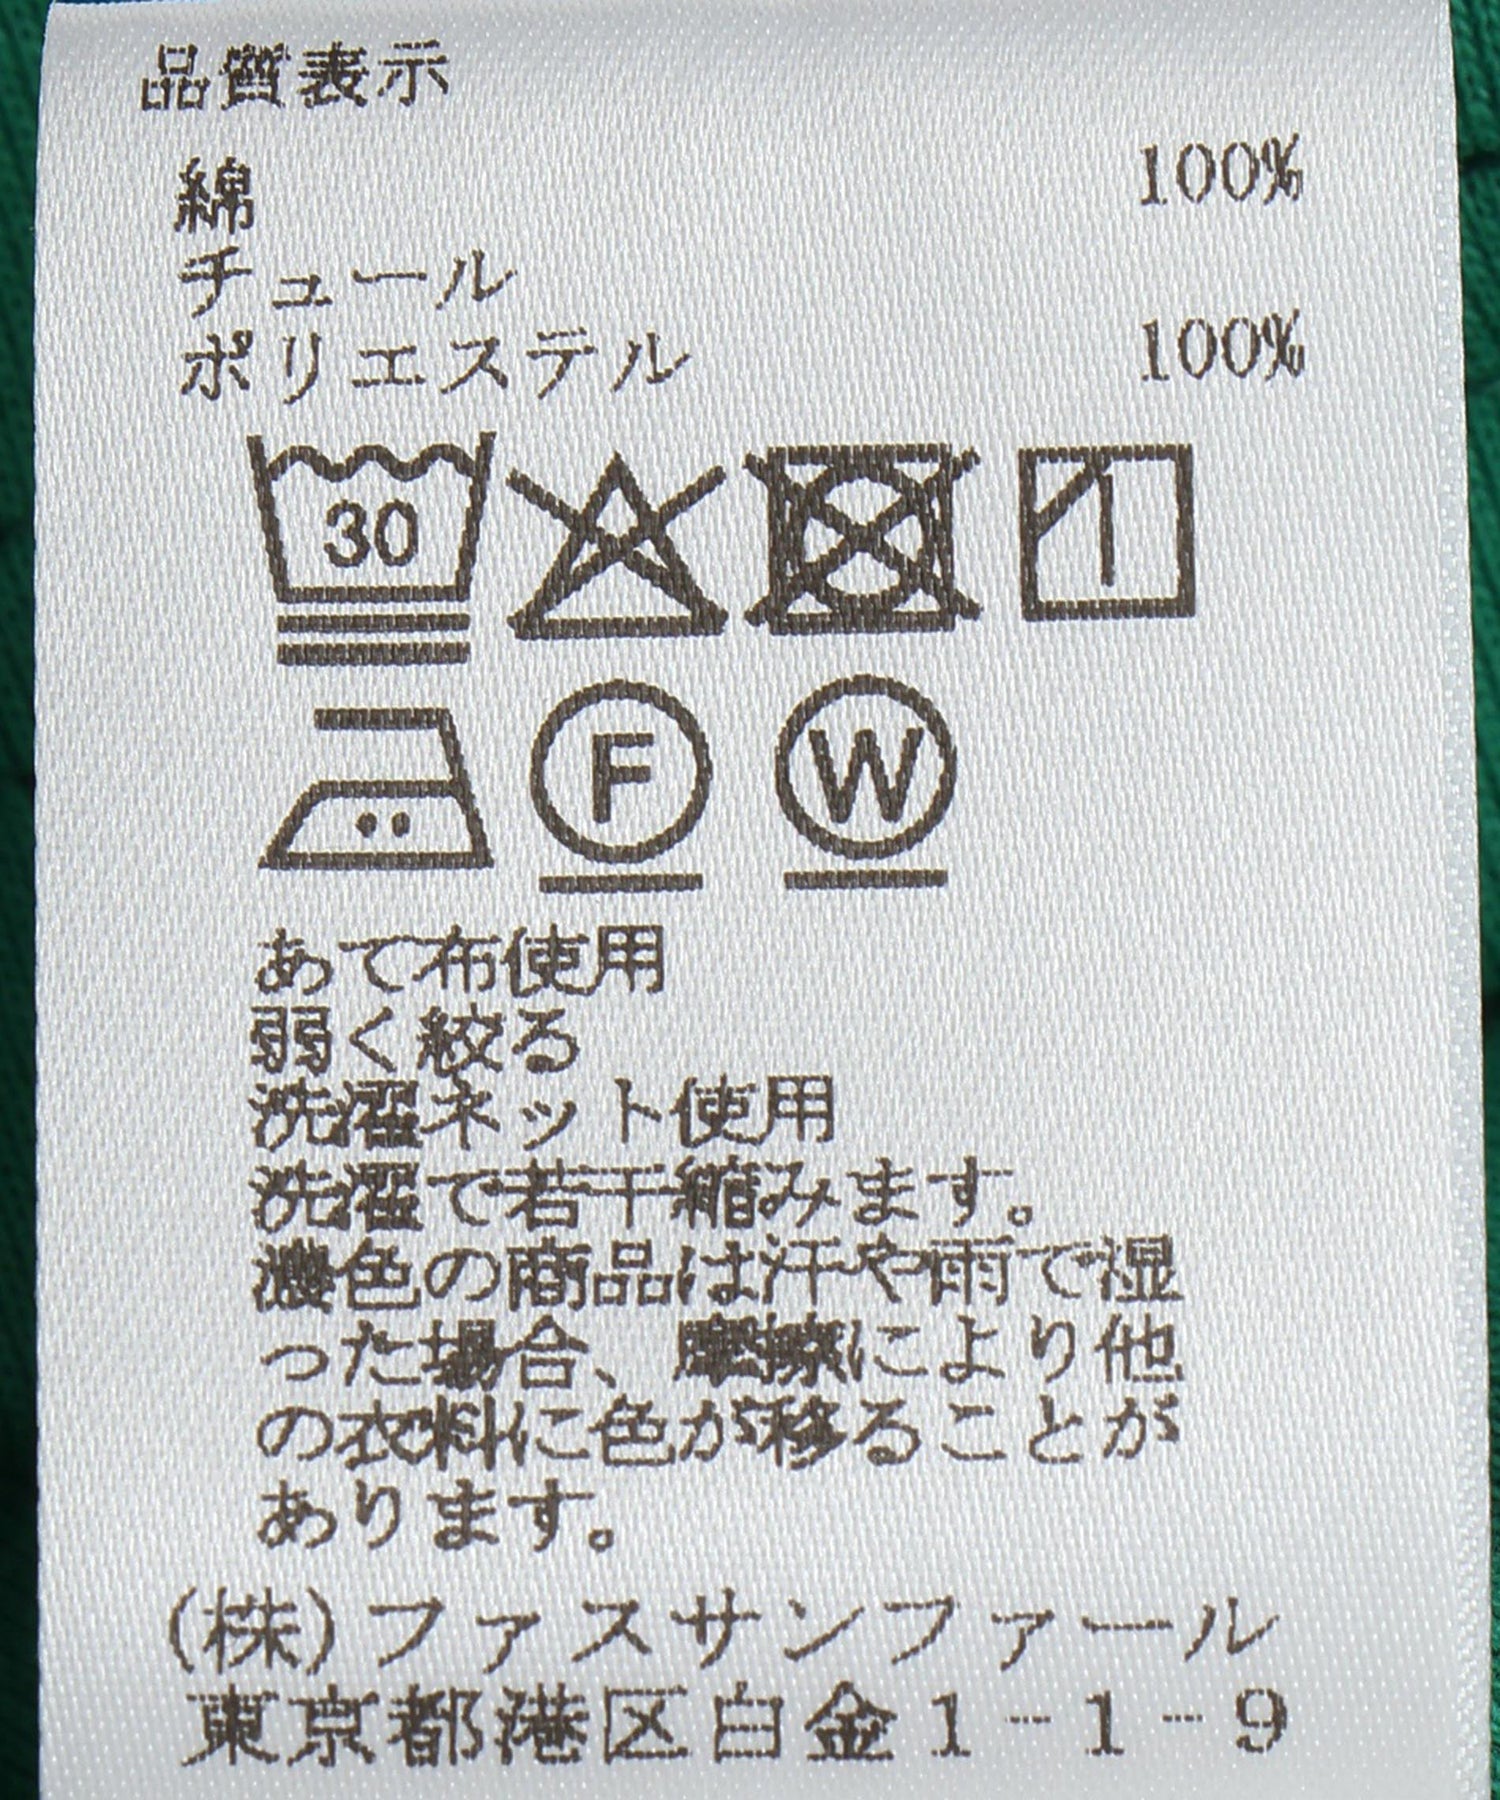 品質表示
綿 100%
チュール
ポリエステル 100%
30
F W
あて布使用
弱く絞る
洗濯ネット使用
洗濯で若干縮みます。
濃色の商品は汗や雨で湿
った場合、摩擦により他
の衣料に色が移ることが
あります。
(株)ファスサンファール
東京都港区白金1-1-9